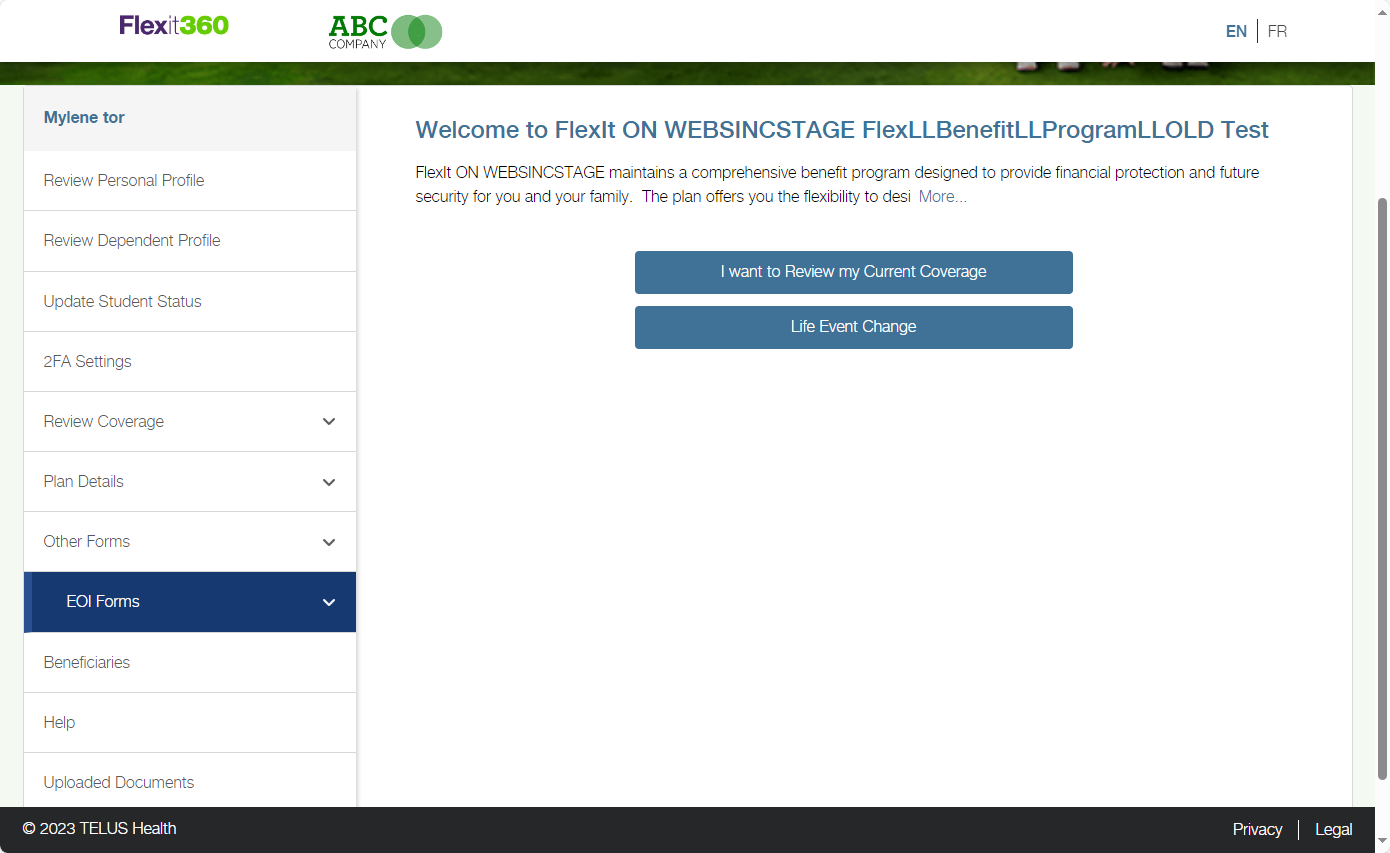 Flexit360
ABC
COMPANY
EN
FR
Mylene tor
Review Personal Profile
Review Dependent Profile
Update Student Status
2FA Settings
Review Coverage
Plan Details
Other Forms
EOI Forms
Beneficiaries
Help
Uploaded Documents
Welcome to FlexIt ON WEBSINCSTAGE FlexLLBenefitLLProgramLLOLD Test
FlexIt ON WEBSINCSTAGE maintains a comprehensive benefit program designed to provide financial protection and future
security for you and your family. The plan offers you the flexibility to desi More...
I want to Review my Current Coverage
Life Event Change
© 2023 TELUS Health
Privacy
Legal